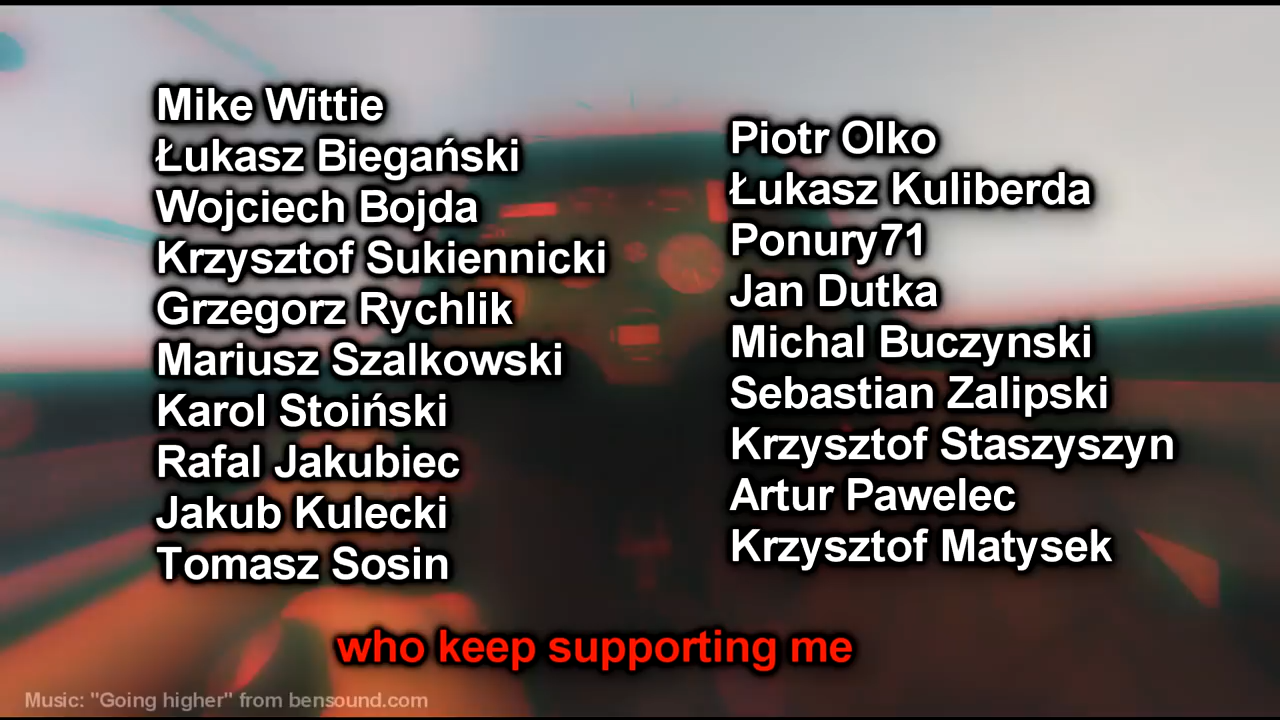 Mike Wittie
Łukasz Biegański
Wojciech Bojda
Krzysztof Sukiennicki
Grzegorz Rychlik
Mariusz Szalkowski
Karol Stoiński
Rafal Jakubiec
Jakub Kulecki
Tomasz Sosin
Piotr Olko
Łukasz Kuliberda
Ponury71
Jan Dutka
Michal Buczynski
Sebastian Zalipski
Krzysztof Staszyszyn
Artur Pawelec
Krzysztof Matysek
who keep supporting me
Music: "Going higher" from bensound.com